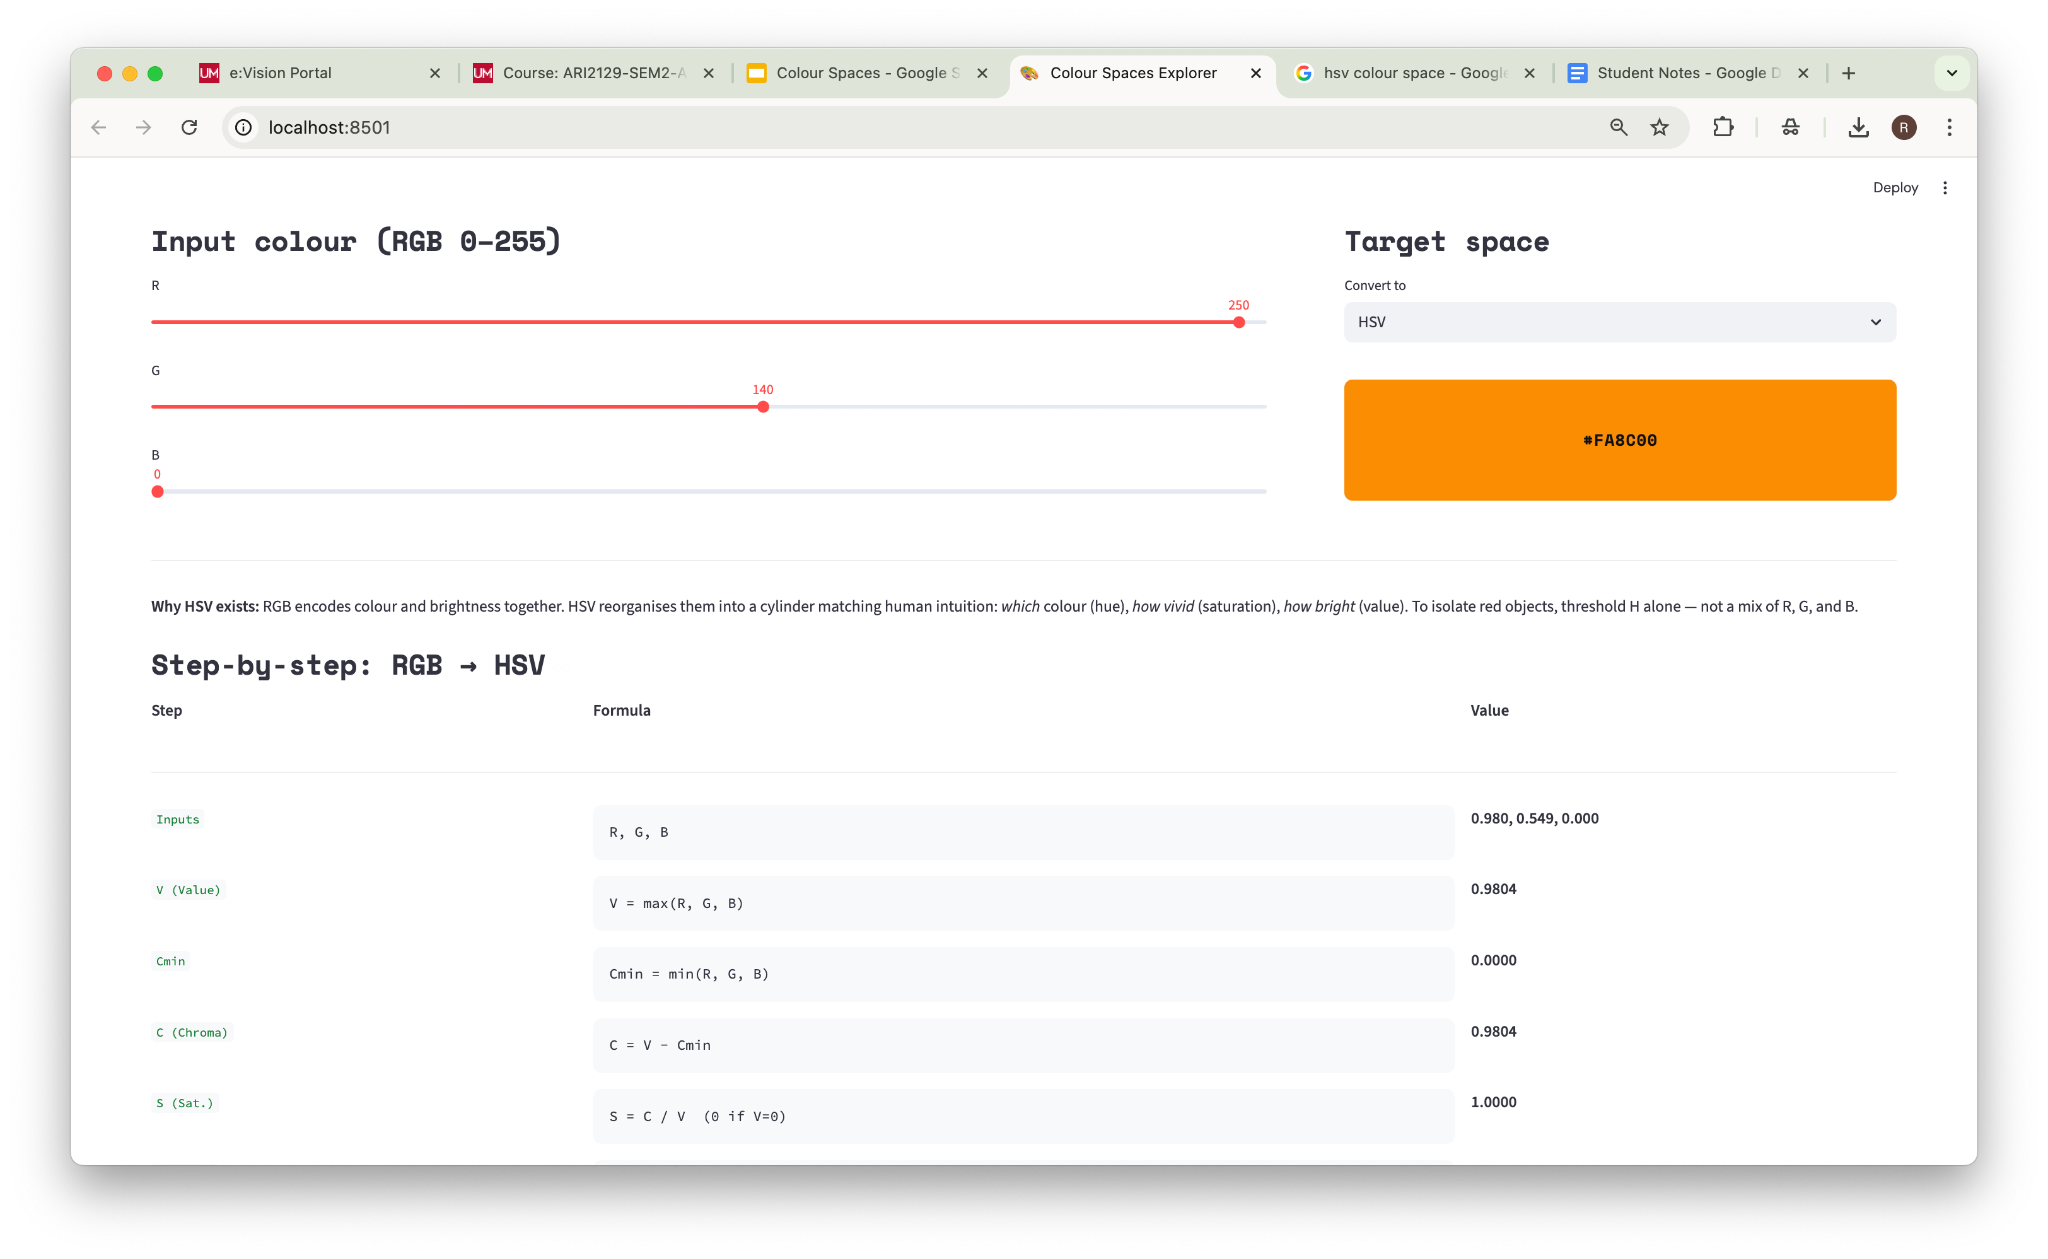 e:Vision Portal
Course: ARI2129-SEM2-A
Colour Spaces - Google S
Colour Spaces Explorer
hsv colour space - Google
Student Notes - Google D
localhost:8501
R
Deploy
Input colour (RGB 0–255)
Target space
R
250
Convert to
HSV
G
140
#FA8C00
B
0
Why HSV exists: RGB encodes colour and brightness together. HSV reorganises them into a cylinder matching human intuition: which colour (hue), how vivid (saturation), how bright (value). To isolate red objects, threshold H alone — not a mix of R, G, and B.
Step-by-step: RGB → HSV
Step Formula Value
Inputs R, G, B 0.980, 0.549, 0.000
V (Value) V = max(R, G, B) 0.9804
Cmin Cmin = min(R, G, B) 0.0000
C (Chroma) C = V − Cmin 0.9804
S (Sat.) S = C / V (0 if V=0) 1.0000